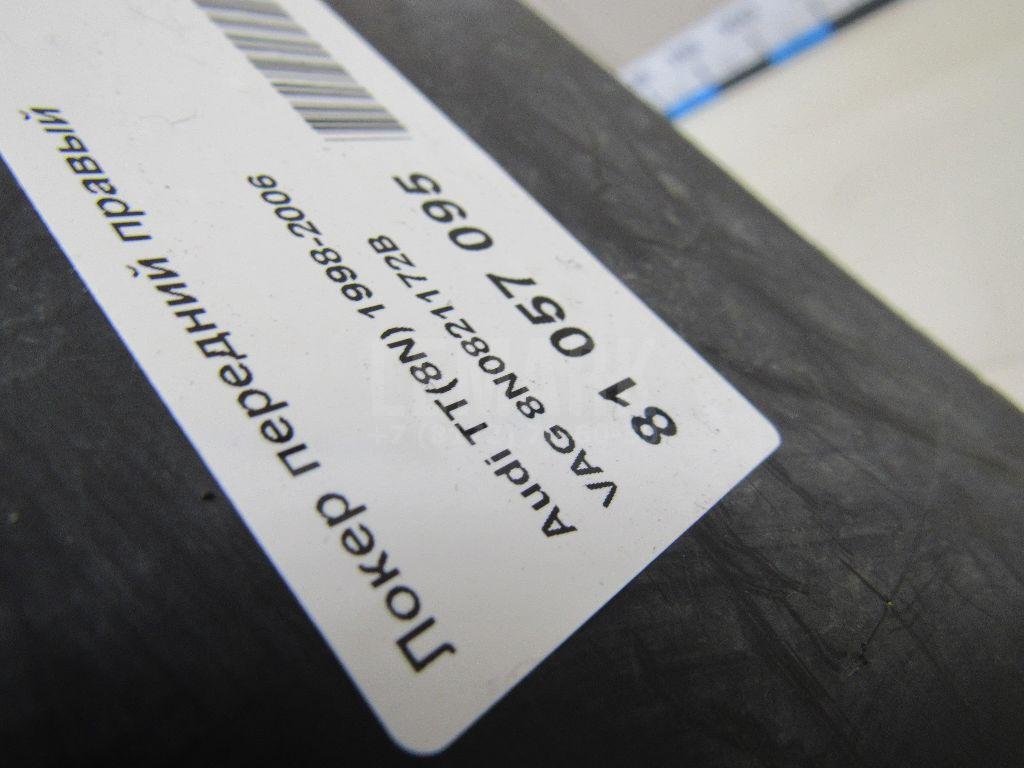 Локер передний правый
Audi TT(8N) 1998-2006
VAG 8N0821172B
81 057 095